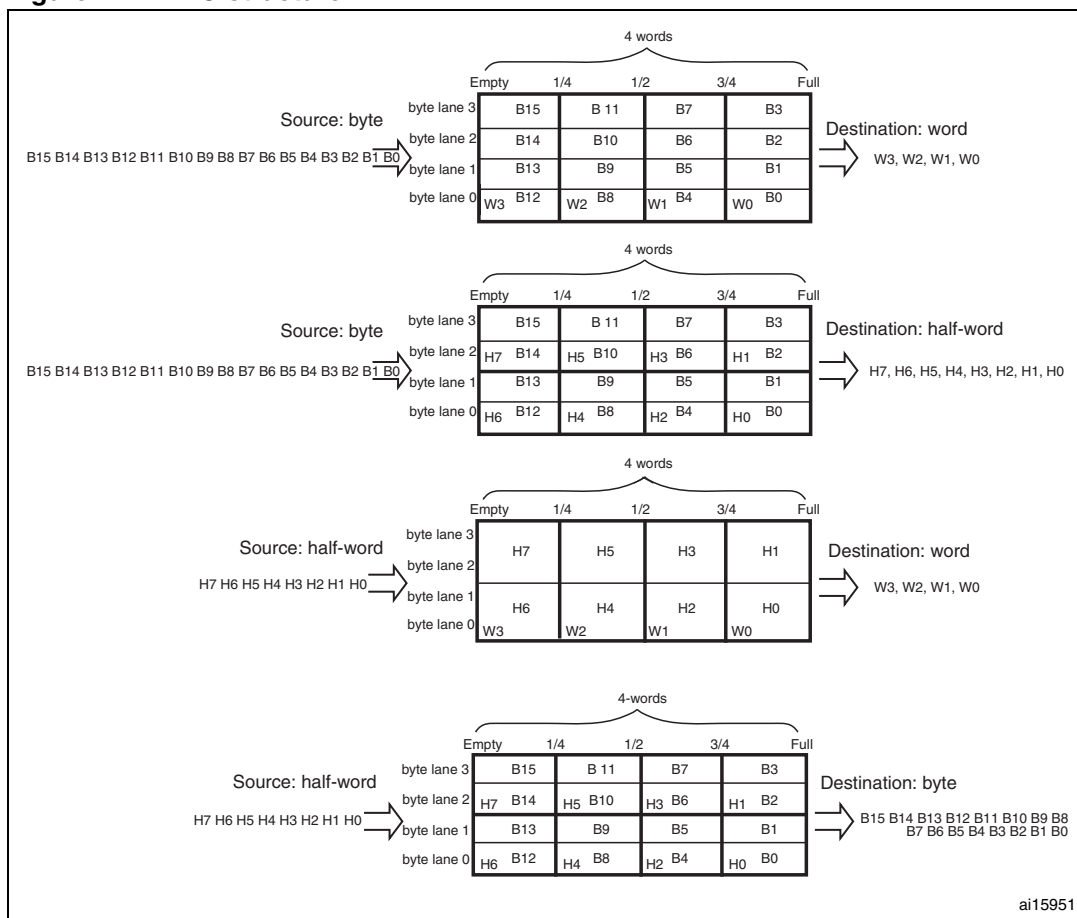 4 words
Empty 1/4 1/2 3/4 Full
Source: byte
B15 B14 B13 B12 B11 B10 B9 B8 B7 B6 B5 B4 B3 B2 B1 B0
byte lane 3 B15 B 11 B7 B3
byte lane 2 B14 B10 B6 B2
byte lane 1 B13 B9 B5 B1
byte lane 0 W3 B12 W2 B8 W1 B4 W0 B0
Destination: word
W3, W2, W1, W0
4 words
Empty 1/4 1/2 3/4 Full
Source: byte
B15 B14 B13 B12 B11 B10 B9 B8 B7 B6 B5 B4 B3 B2 B1 B0
byte lane 3 B15 B 11 B7 B3
byte lane 2 H7 B14 H5 B10 H3 B6 H1 B2
byte lane 1 B13 B9 B5 B1
byte lane 0 H6 B12 H4 B8 H2 B4 H0 B0
Destination: half-word
H7, H6, H5, H4, H3, H2, H1, H0
4 words
Empty 1/4 1/2 3/4 Full
Source: half-word
H7 H6 H5 H4 H3 H2 H1 H0
byte lane 3
H7 H5 H3 H1
byte lane 2
byte lane 1
H6 H4 H2 H0
byte lane 0 W3 W2 W1 W0
Destination: word
W3, W2, W1, W0
4-words
Empty 1/4 1/2 3/4 Full
Source: half-word
H7 H6 H5 H4 H3 H2 H1 H0
byte lane 3 B15 B 11 B7 B3
byte lane 2 H7 B14 H5 B10 H3 B6 H1 B2
byte lane 1 B13 B9 B5 B1
byte lane 0 H6 B12 H4 B8 H2 B4 H0 B0
Destination: byte
B15 B14 B13 B12 B11 B10 B9 B8
B7 B6 B5 B4 B3 B2 B1 B0
ai15951